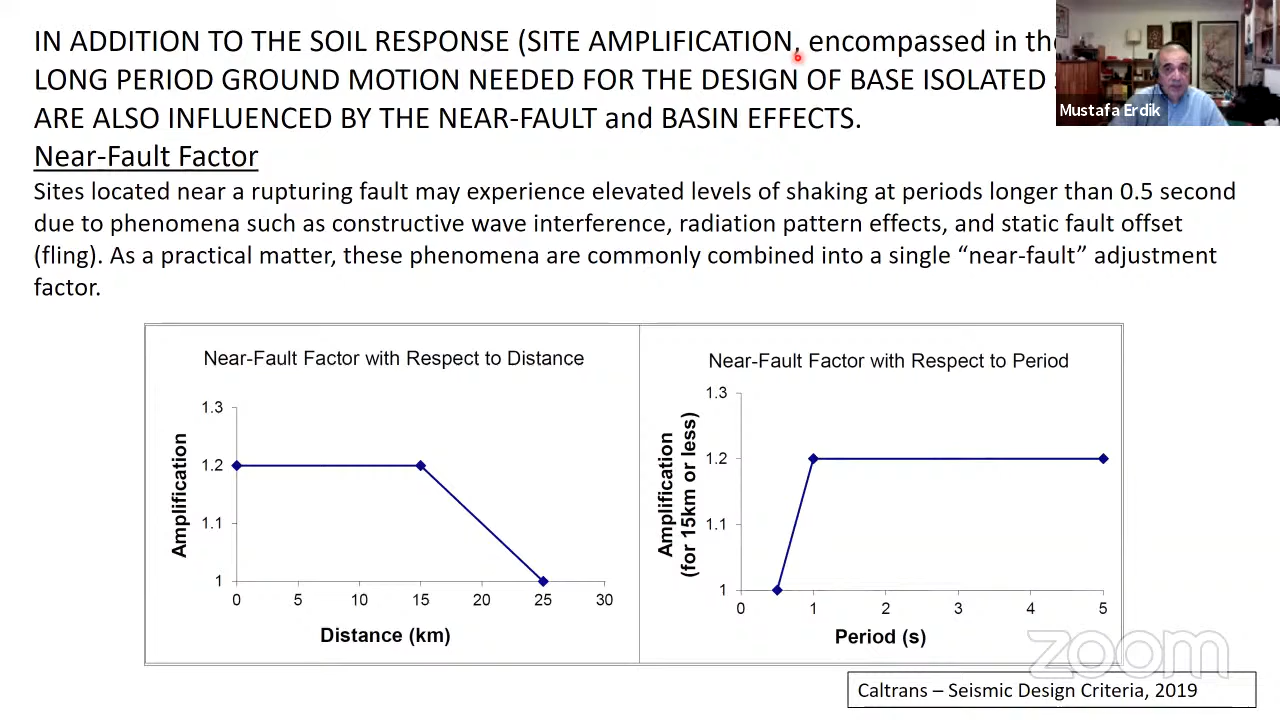 IN ADDITION TO THE SOIL RESPONSE (SITE AMPLIFICATION, encompassed in the
LONG PERIOD GROUND MOTION NEEDED FOR THE DESIGN OF BASE ISOLATED
ARE ALSO INFLUENCED BY THE NEAR-FAULT and BASIN EFFECTS.
Mustafa Erdik
Near-Fault Factor
Sites located near a rupturing fault may experience elevated levels of shaking at periods longer than 0.5 second
due to phenomena such as constructive wave interference, radiation pattern effects, and static fault offset
(fling). As a practical matter, these phenomena are commonly combined into a single “near-fault” adjustment
factor.
Near-Fault Factor with Respect to Distance
Amplification
1.3
1.2
1.1
1
0 5 10 15 20 25 30
Distance (km)
Near-Fault Factor with Respect to Period
Amplification
(for 15km or less)
1.3
1.2
1.1
1
0 1 2 3 4 5
Period (s)
zoom
Caltrans – Seismic Design Criteria, 2019